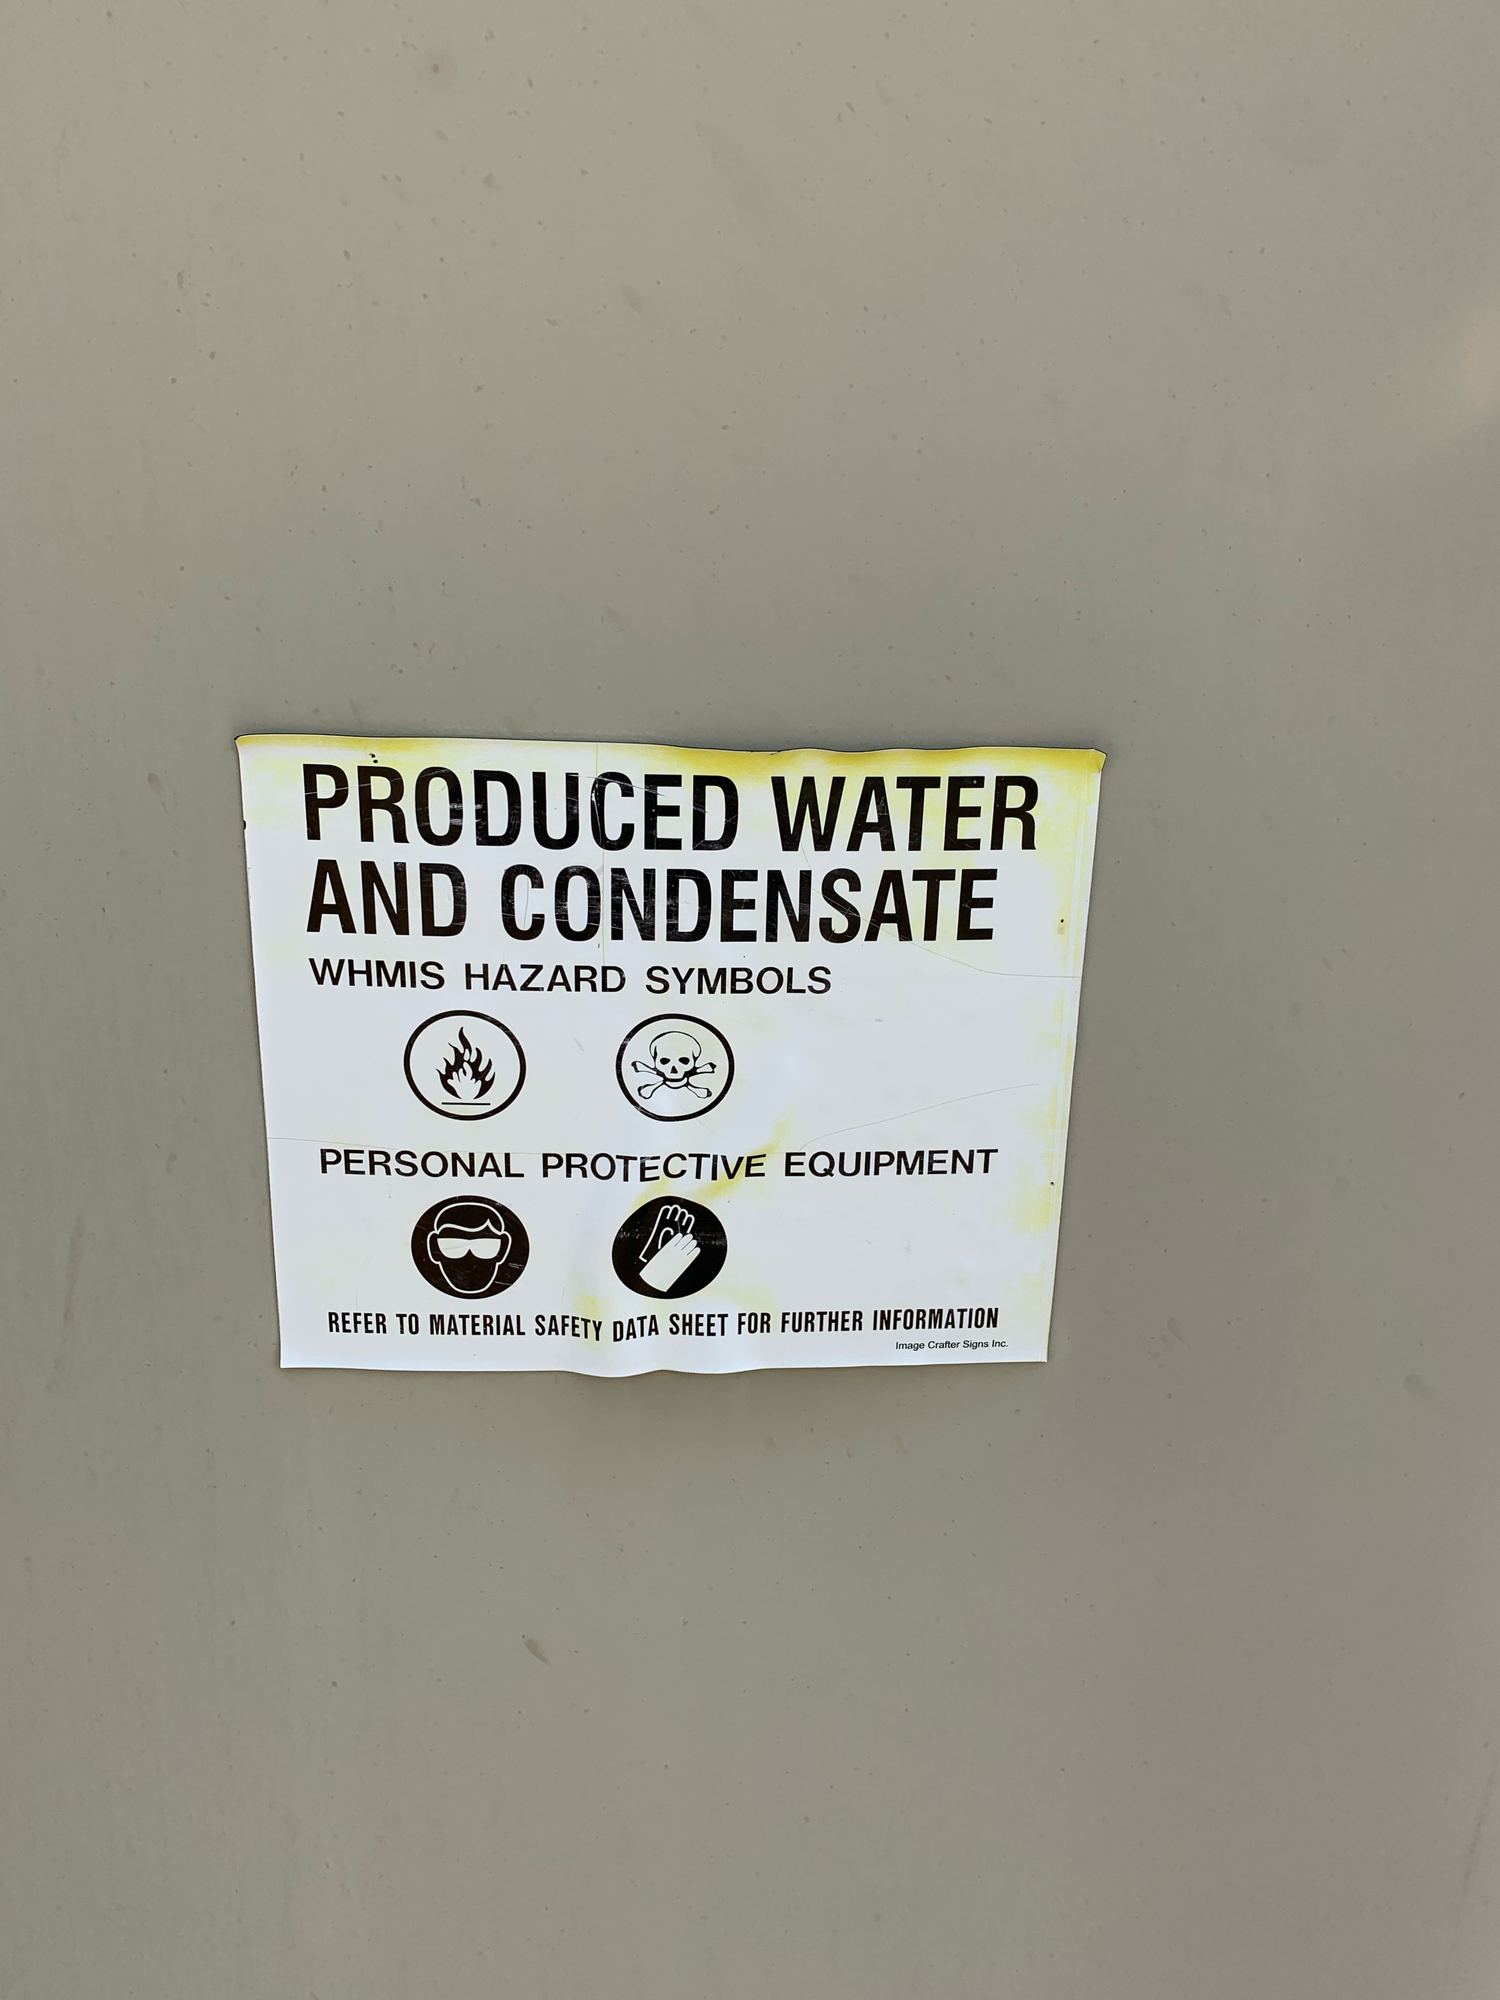 PRODUCED WATER
AND CONDENSATE
WHMIS HAZARD SYMBOLS
PERSONAL PROTECTIVE EQUIPMENT
REFER TO MATERIAL SAFETY DATA SHEET FOR FURTHER INFORMATION
Image Crafter Signs Inc.